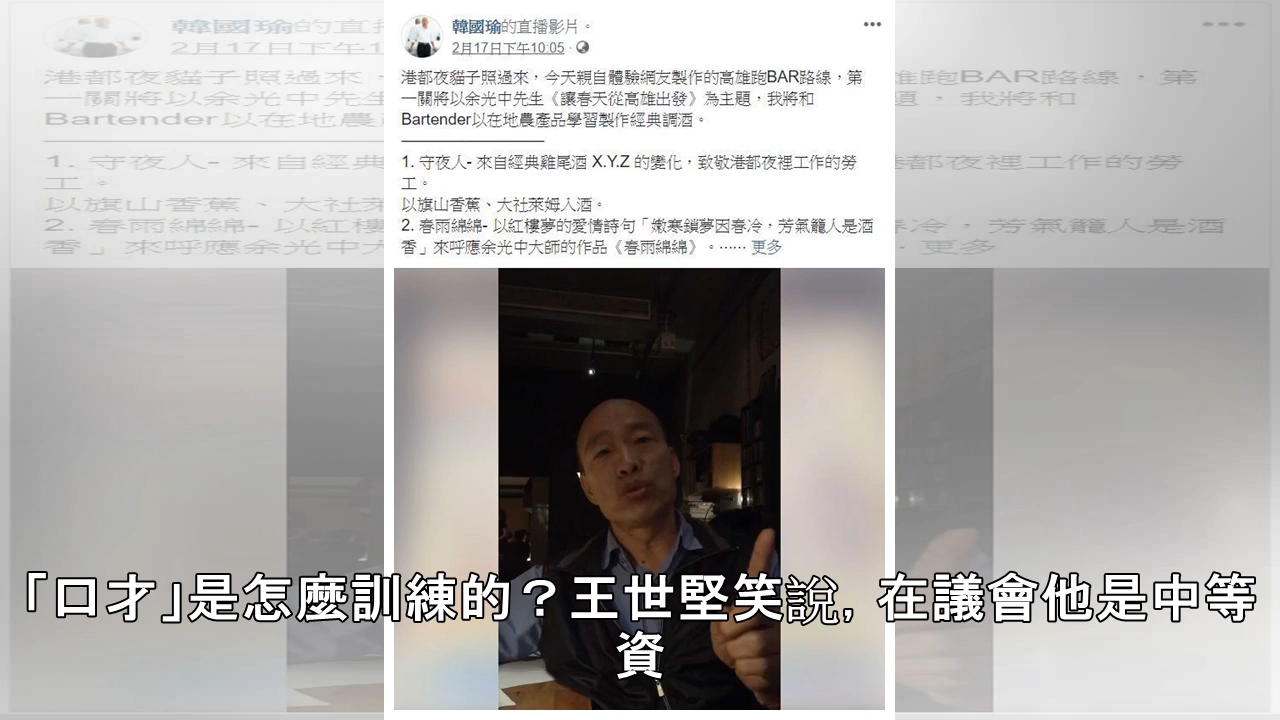 韓國瑜的直播影片。
2月17日下午10:05
港都夜貓子照過來，今天親自體驗網友製作的高雄跑BAR路線，第
一關將以余光中先生《讓春天從高雄出發》為主題，我將和
Bartender以在地農產品學習製作經典調酒。
1. 守夜人- 來自經典雞尾酒 X.Y.Z 的變化，致敬港都夜裡工作的勞
工。
以旗山香蕉、大社萊姆入酒。
2. 春雨綿綿- 以紅樓夢的愛情詩句「嫩寒鎖夢因春冷，芳氣籠人是酒
香」來呼應余光中大師的作品《春雨綿綿》。⋯⋯ 更多
「口才」是怎麼訓練的？王世堅笑說, 在議會他是中等
資